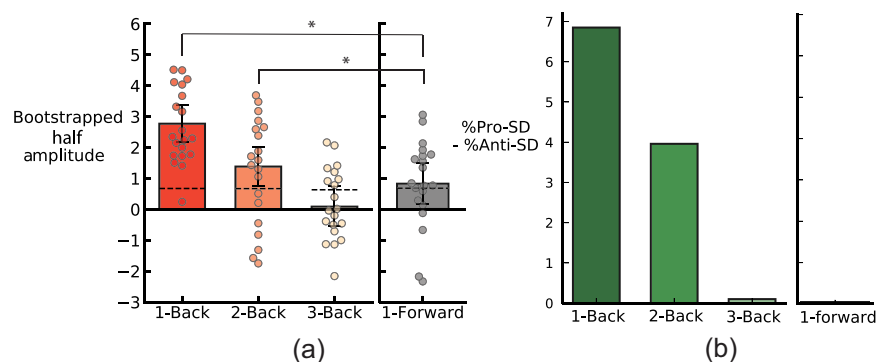 6
5
4
3
2
1
0
−1
−2
−3
Bootstrapped
half
amplitude
*
*
1-Back
2-Back
3-Back
1-Forward
(a)
%Pro-SD
- %Anti-SD
7
6
5
4
3
2
1
0
1-Back
2-Back
3-Back
1-forward
(b)